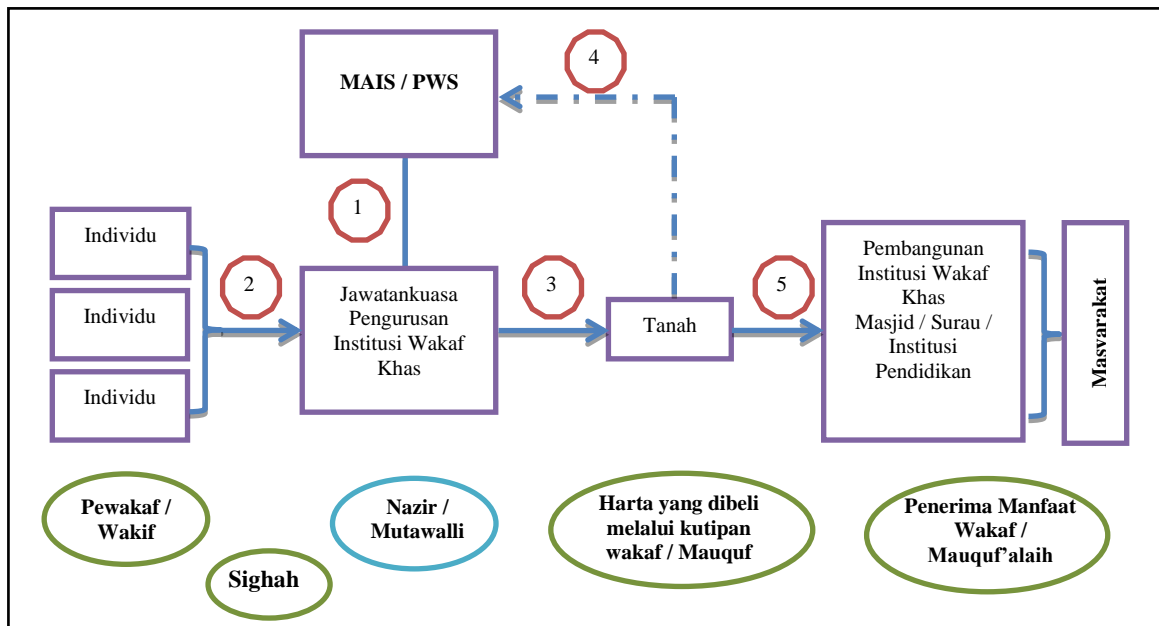 MAIS / PWS
4
1
Individu
Individu
Individu
2
Jawatankuasa
Pengurusan
Institusi Wakaf
Khas
3
Tanah
5
Pembangunan
Institusi Wakaf
Khas
Masjid / Surau /
Institusi
Pendidikan
Masvarakat
Pewakaf /
Wakif
Sighah
Nazir /
Mutawalli
Harta yang dibeli
melalui kutipan
wakaf / Mauquf
Penerima Manfaat
Wakaf /
Mauquf’alaih